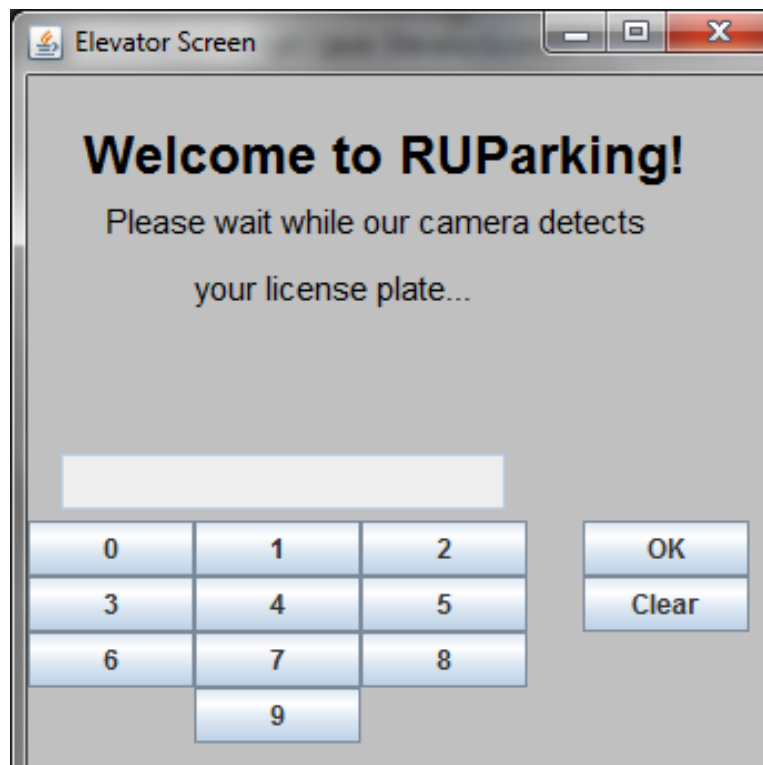 Elevator Screen
Welcome to RUParking!
Please wait while our camera detects
your license plate...
0 1 2 OK
3 4 5 Clear
6 7 8
9